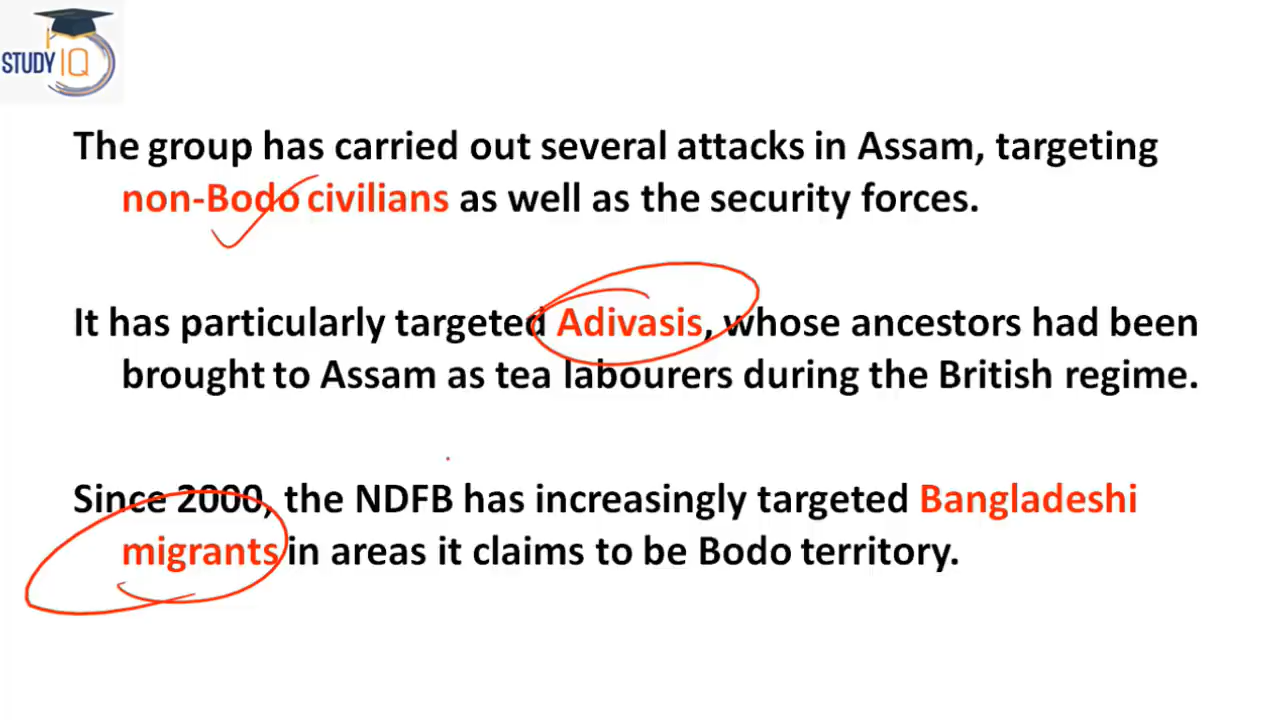 STUDY IQ
The group has carried out several attacks in Assam, targeting
non-Bodo civilians as well as the security forces.
It has particularly targeted Adivasis, whose ancestors had been
brought to Assam as tea labourers during the British regime.
Since 2000, the NDFB has increasingly targeted Bangladeshi
migrants in areas it claims to be Bodo territory.